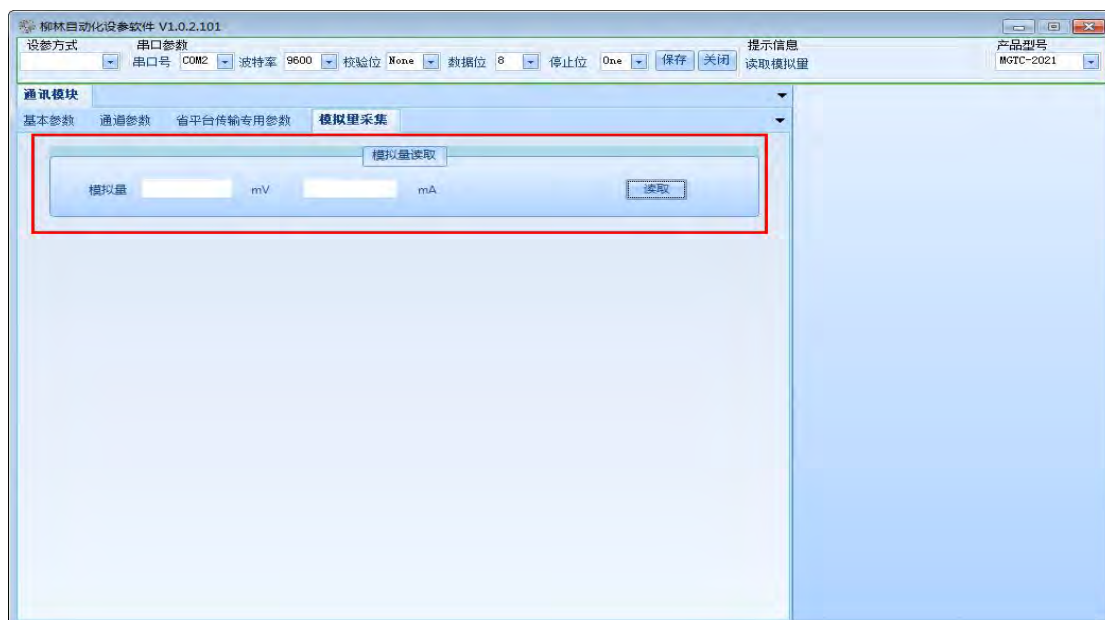 柳林自动化设参软件 V1.0.2.101
设参方式 串口参数 提示信息 产品型号
串口号 COM2 波特率 9600 校验位 None 数据位 8 停止位 One 保存 关闭 读取模拟量 MGTC-2021
通讯模块
基本参数 通道参数 省平台传输专用参数 模拟里采集
模拟量读取
模拟量 mV mA 读取